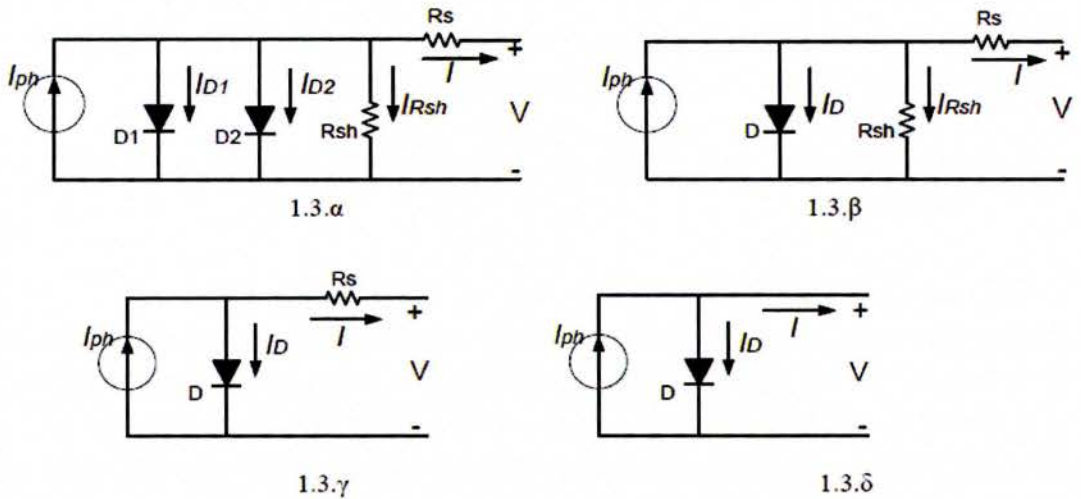 Rs
+
Iph
ID1
ID2
IRsh
I
V
D1
D2
Rsh
-
1.3.α
Rs
+
Iph
ID
IRsh
I
V
D
Rsh
-
1.3.β
Rs
+
Iph
ID
I
V
D
-
1.3.γ
+
Iph
ID
I
V
D
-
1.3.δ